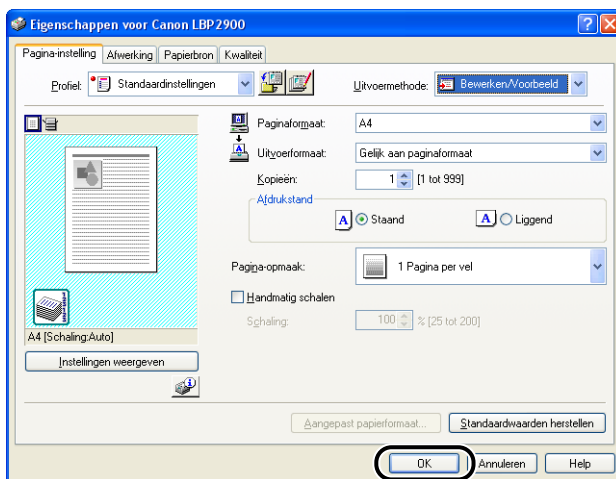 Eigenschappen voor Canon LBP2900
Pagina-instelling Afwerking Papierbron Kwaliteit
Profiel: Standaardinstellingen Uitvoermethode: Bewerken/Voorbeeld
Paginaformaat: A4
Uitvoerformaat: Gelijk aan paginaformaat
Kopieën: 1 [1 tot 999]
Afdrukstand
A Staand A Liggend
Pagina-opmaak: 1 Pagina per vel
Handmatig schalen
Schaling: 100 % [25 tot 200]
A4 [Schaling:Auto]
Instellingen weergeven
Aangepast papierformaat... Standaardwaarden herstellen
OK Annuleren Help